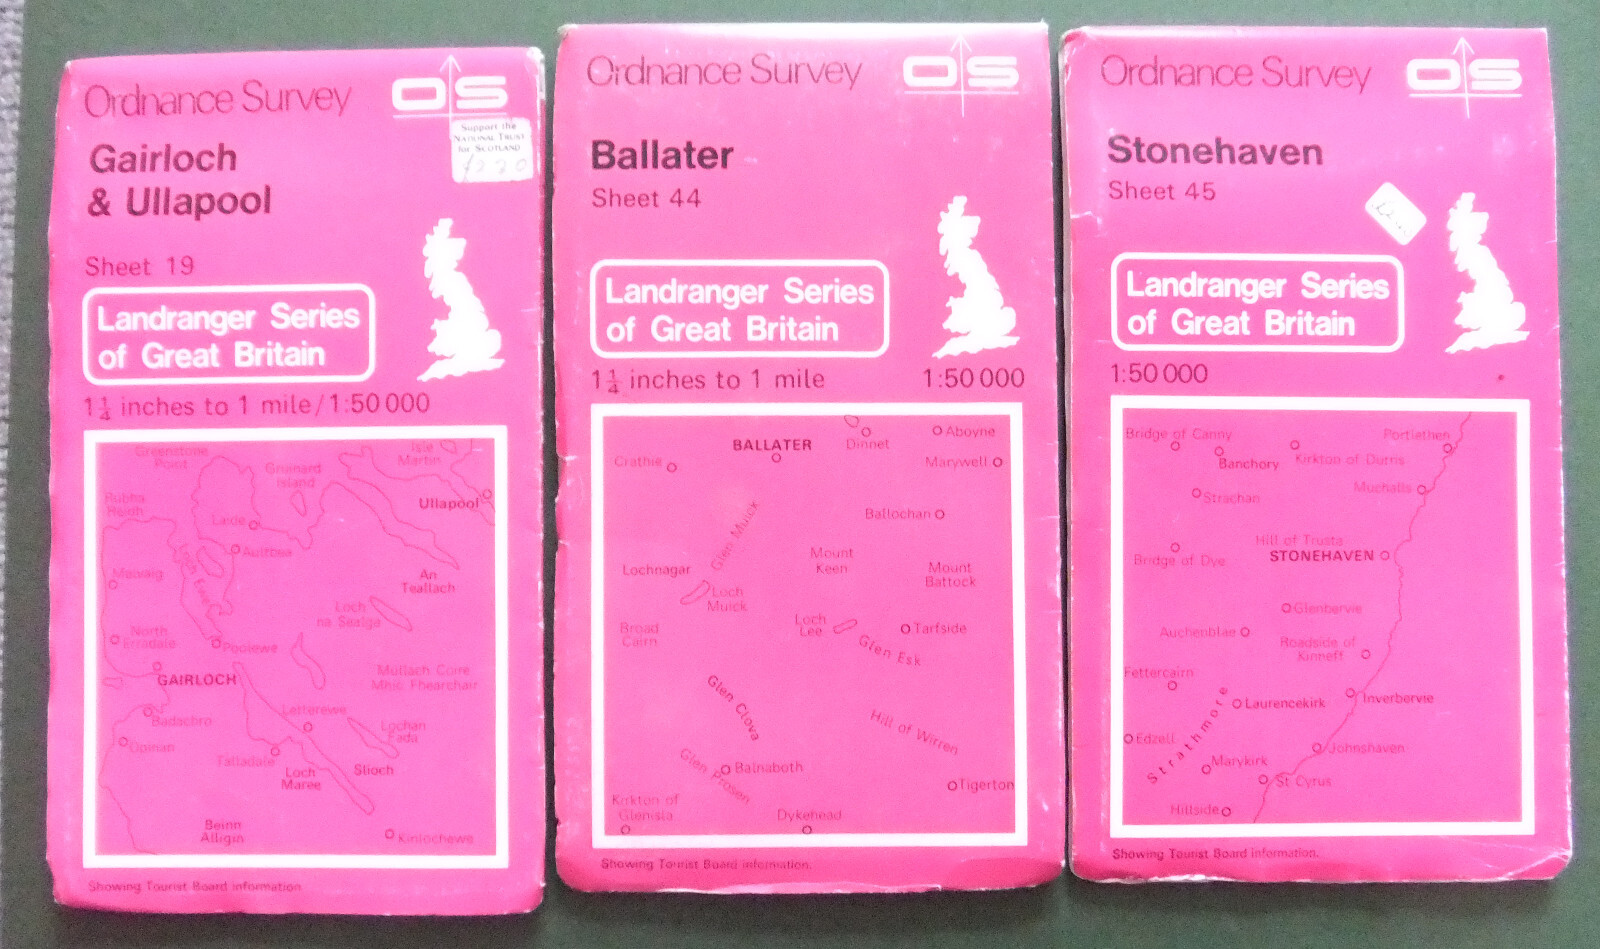 Ordnance Survey
OS
Support the
NATIONAL TRUST
for SCOTLAND
Gairloch
& Ullapool
Sheet 19
Landranger Series
of Great Britain
1¼ inches to 1 mile/1:50 000
Greenstone
Point
Isle
Martin
Gruinard
Island
Rubha
Reidh
Ullapool
Laide
Aultbea
Loch Ewe
Melvaig
An
Teallach
Loch
na Sealga
North
Erradale
Poolewe
GAIRLOCH
Mullach Coire
Mhic Fhearchair
Letterewe
Badachro
Lochan
Fada
Opinan
Talladale
Loch
Maree
Slioch
Beinn
Alligin
Kinlochewe
Showing Tourist Board information
Ordnance Survey
OS
Ballater
Sheet 44
Landranger Series
of Great Britain
1¼ inches to 1 mile 1:50 000
BALLATER
Dinnet
Aboyne
Crathie
Marywell
Glen Muick
Ballochan
Mount
Keen
Lochnagar
Mount
Battock
Loch
Muick
Broad
Cairn
Loch
Lee
Tarfside
Glen Esk
Glen Clova
Hill of Wirren
Glen Prosen
Balnaboth
Tigerton
Kirkton of
Glenisla
Dykehead
Showing Tourist Board information.
Ordnance Survey
OS
Stonehaven
Sheet 45
Landranger Series
of Great Britain
1:50 000
Bridge of Canny
Portlethen
Banchory
Kirkton of Durris
Strachan
Muchalls
Hill of Trusta
STONEHAVEN
Bridge of Dye
Glenbervie
Auchenblae
Roadside of
Kinneff
Fettercairn
Strathmore
Laurencekirk
Inverbervie
Edzell
Johnshaven
Marykirk
St Cyrus
Hillside
Showing Tourist Board information.